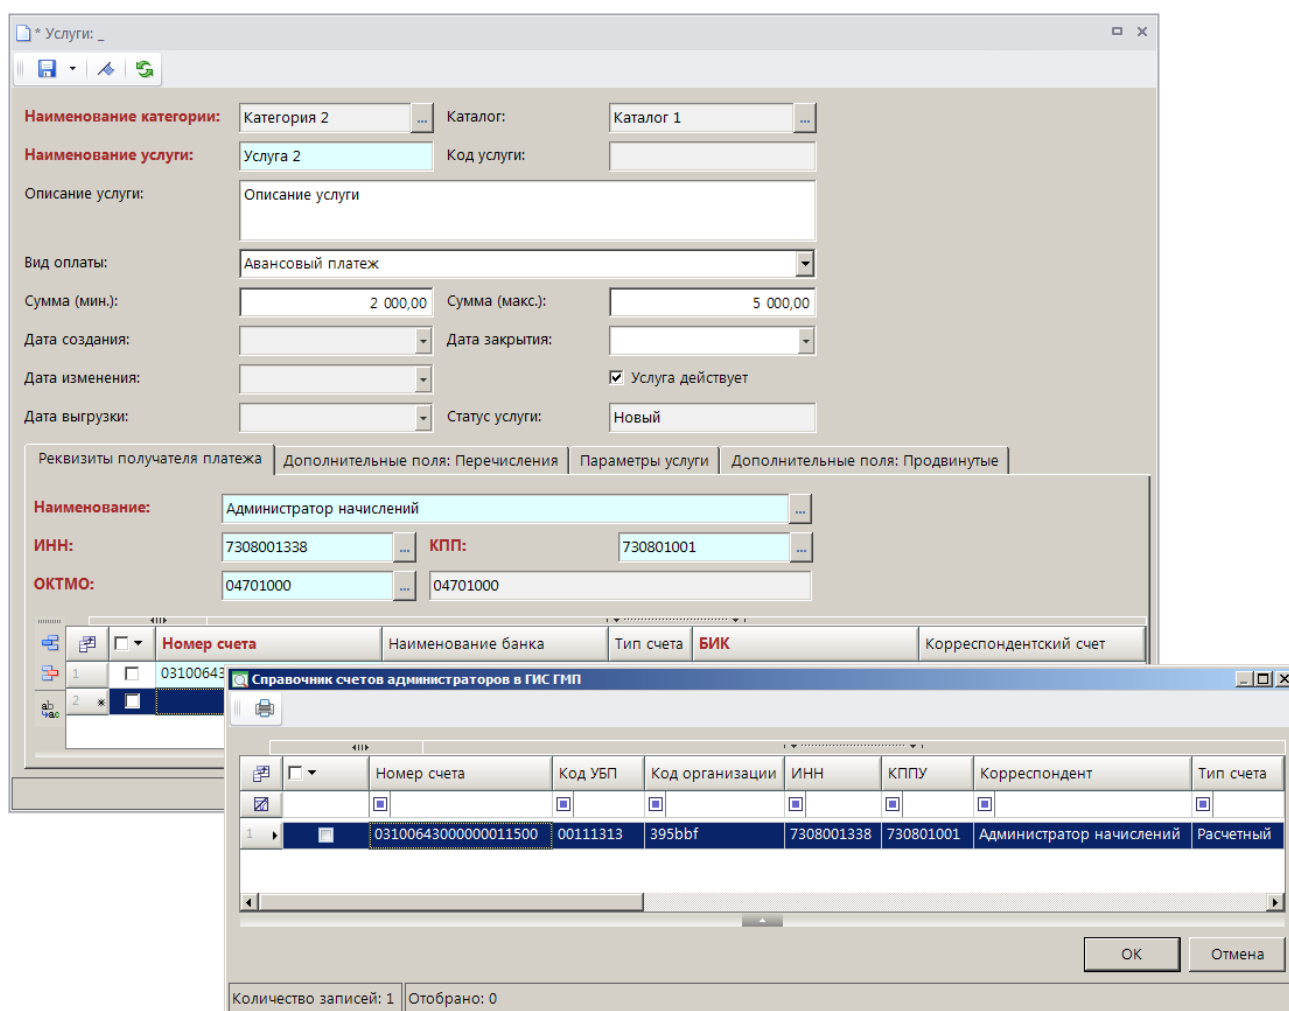 * Услуги: _
Наименование категории: Категория 2 ... Каталог: Каталог 1 ...
Наименование услуги: Услуга 2 Код услуги:
Описание услуги: Описание услуги
Вид оплаты: Авансовый платеж
Сумма (мин.): 2 000,00 Сумма (макс.): 5 000,00
Дата создания: Дата закрытия:
Дата изменения: Услуга действует
Дата выгрузки: Статус услуги: Новый
Реквизиты получателя платежа Дополнительные поля: Перечисления Параметры услуги Дополнительные поля: Продвинутые
Наименование: Администратор начислений ...
ИНН: 7308001338 ... КПП: 730801001 ...
ОКТМО: 04701000 ... 04701000
Номер счета Наименование банка Тип счета БИК Корреспондентский счет
1 03100643
ab ac 2 *
Справочник счетов администраторов в ГИС ГМП
Номер счета Код УБП Код организации ИНН КППУ Корреспондент Тип счета
1 03100643000000011500 00111313 395bbf 7308001338 730801001 Администратор начислений Расчетный
OK Отмена
Количество записей: 1 Отобрано: 0